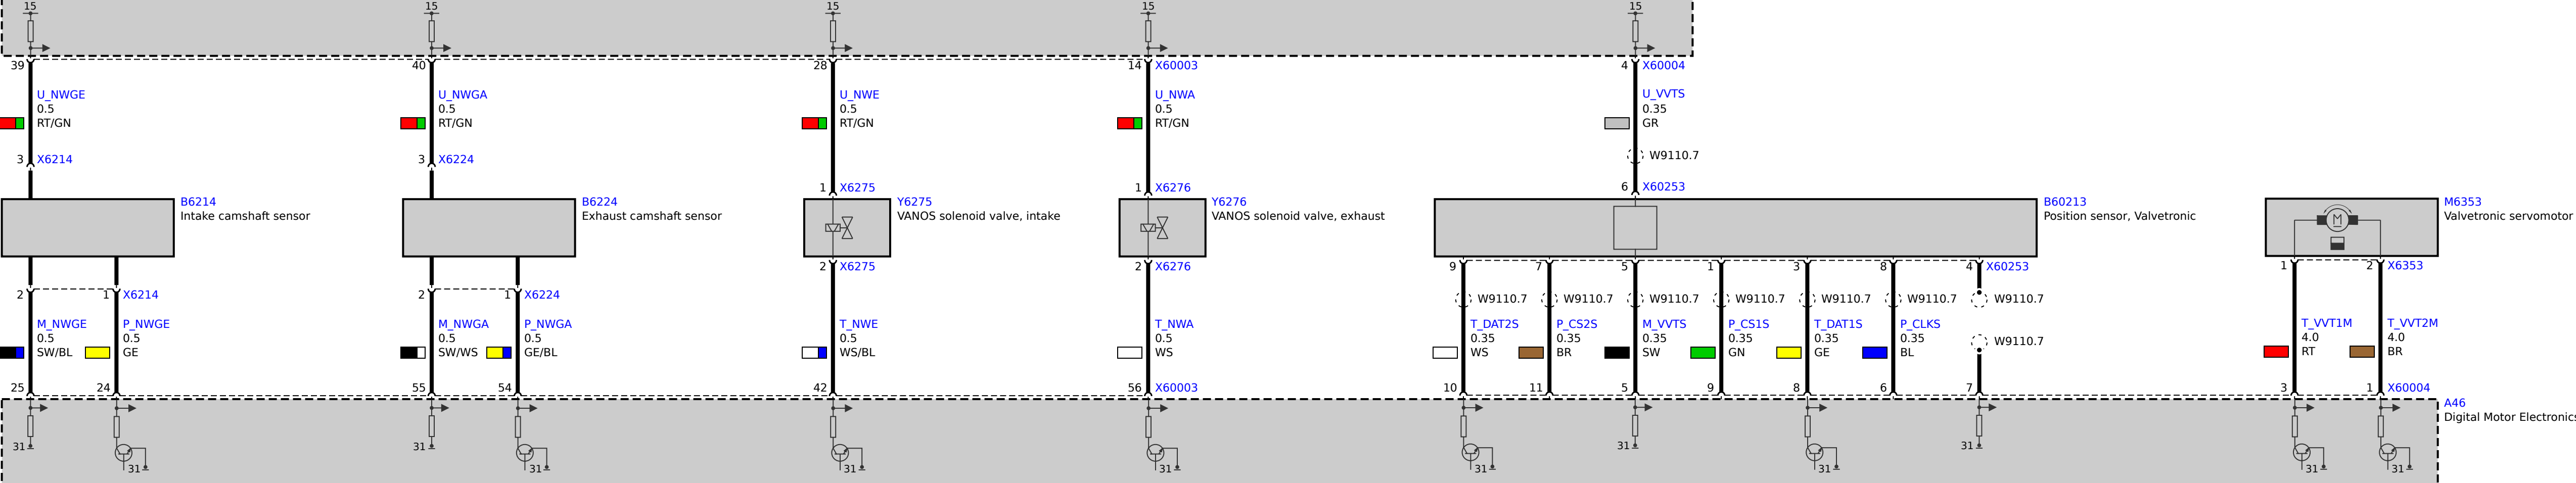 15 15 15 15 15
39 40 28 14 X60003 4 X60004
U_NWGE U_NWGA U_NWE U_NWA U_VVTS
0.5 0.5 0.5 0.5 0.35
RT/GN RT/GN RT/GN RT/GN GR
3 X6214 3 X6224 W9110.7
1 X6275 1 X6276 6 X60253
B6214 B6224 Y6275 Y6276 B60213 M6353
Intake camshaft sensor Exhaust camshaft sensor VANOS solenoid valve, intake VANOS solenoid valve, exhaust Position sensor, Valvetronic Valvetronic servomotor
M
2 X6275 2 X6276 9 7 5 1 3 8 4 X60253 1 2 X6353
2 1 X6214 2 1 X6224 W9110.7 W9110.7 W9110.7 W9110.7 W9110.7 W9110.7 W9110.7
M_NWGE P_NWGE M_NWGA P_NWGA T_NWE T_NWA T_DAT2S P_CS2S M_VVTS P_CS1S T_DAT1S P_CLKS T_VVT1M T_VVT2M
0.5 0.5 0.5 0.5 0.5 0.5 0.35 0.35 0.35 0.35 0.35 0.35 4.0 4.0
W9110.7
SW/BL GE SW/WS GE/BL WS/BL WS WS BR SW GN GE BL RT BR
25 24 55 54 42 56 X60003 10 11 5 9 8 6 7 3 1 X60004
A46
Digital Motor Electronics
31 31 31 31
31 31 31 31 31 31 31 31